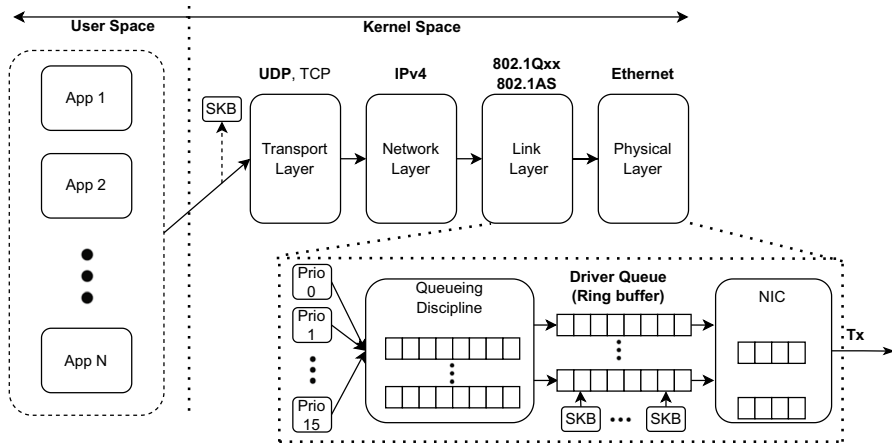 User Space
Kernel Space
App 1
App 2
App N
SKB
UDP, TCP
IPv4
802.1Qxx
802.1AS
Ethernet
Transport
Layer
Network
Layer
Link
Layer
Physical
Layer
Prio
0
Prio
1
Prio
15
Queueing
Discipline
Driver Queue
(Ring buffer)
SKB
SKB
NIC
Tx